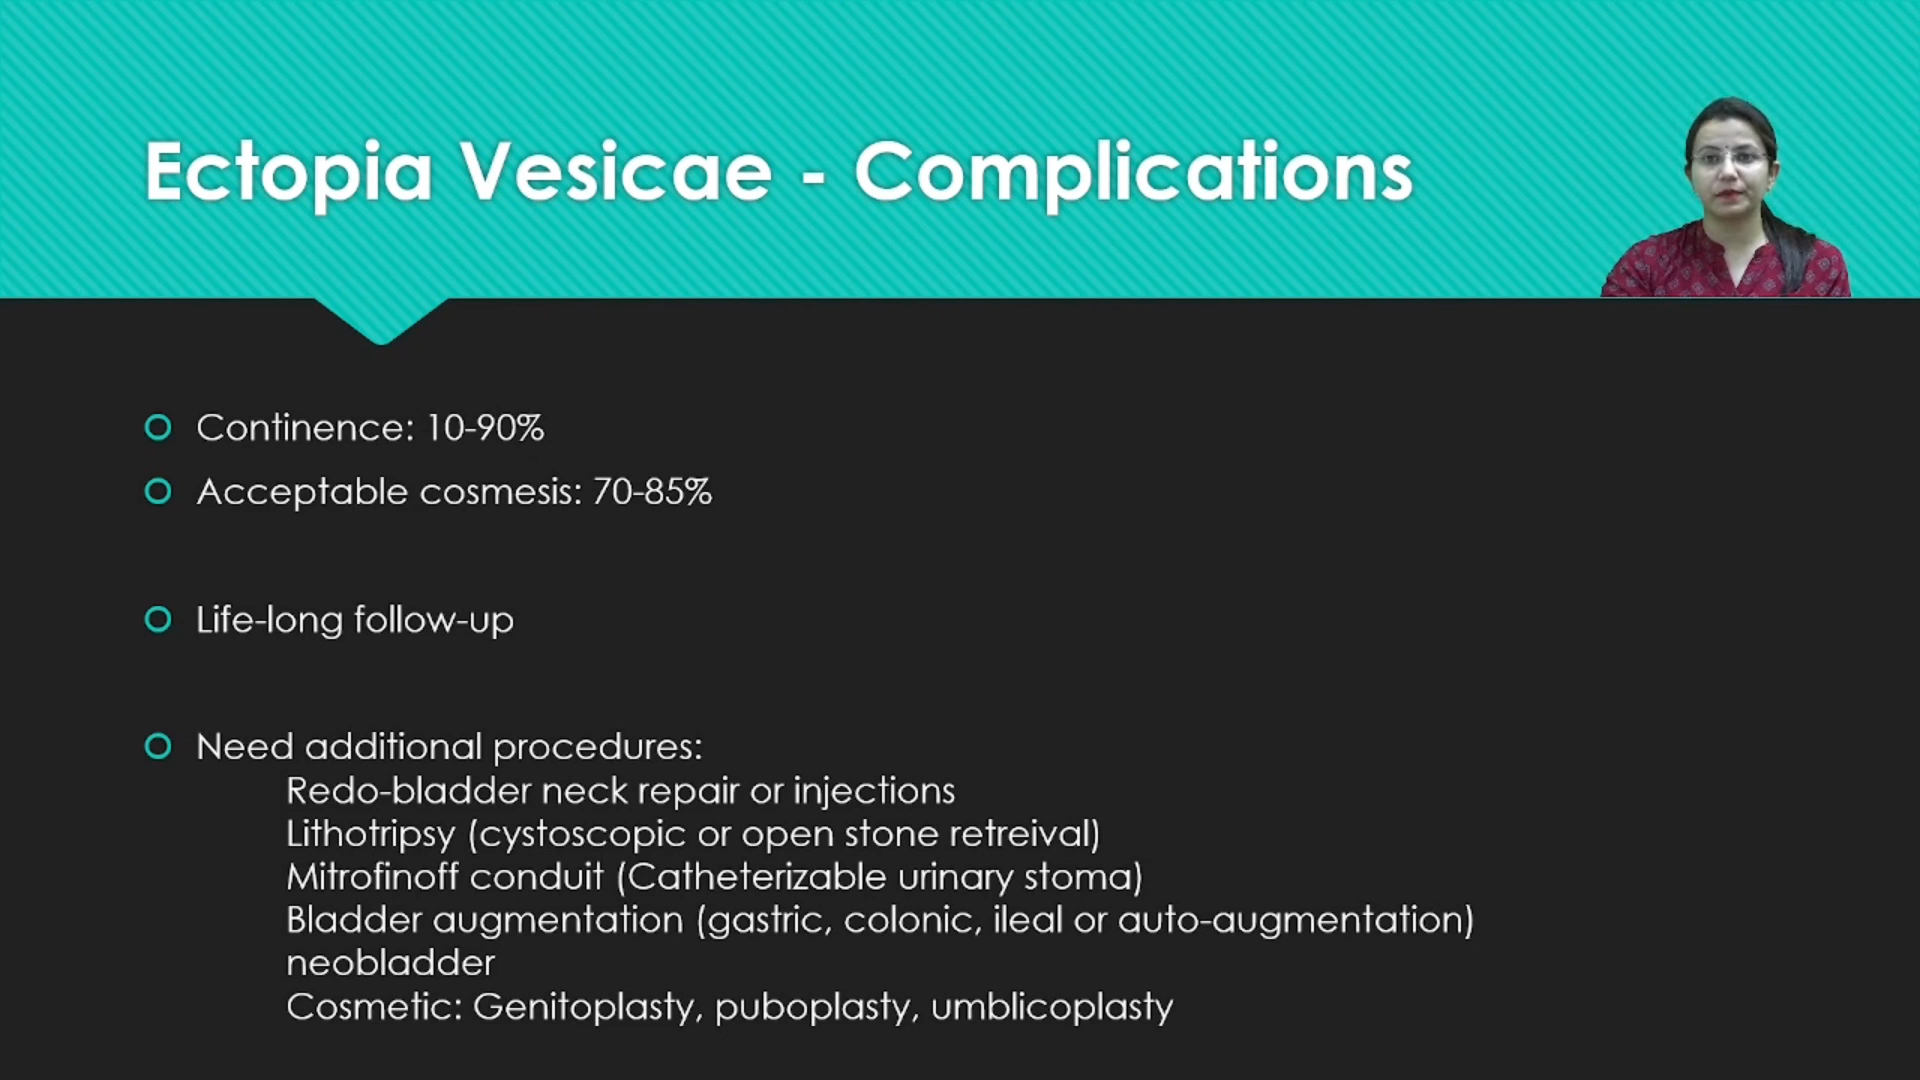 Ectopia Vesicae - Complications
Continence: 10-90%
Acceptable cosmesis: 70-85%
Life-long follow-up
Need additional procedures:
Redo-bladder neck repair or injections
Lithotripsy (cystoscopic or open stone retreival)
Mitrofinoff conduit (Catheterizable urinary stoma)
Bladder augmentation (gastric, colonic, ileal or auto-augmentation)
neobladder
Cosmetic: Genitoplasty, puboplasty, umblicoplasty